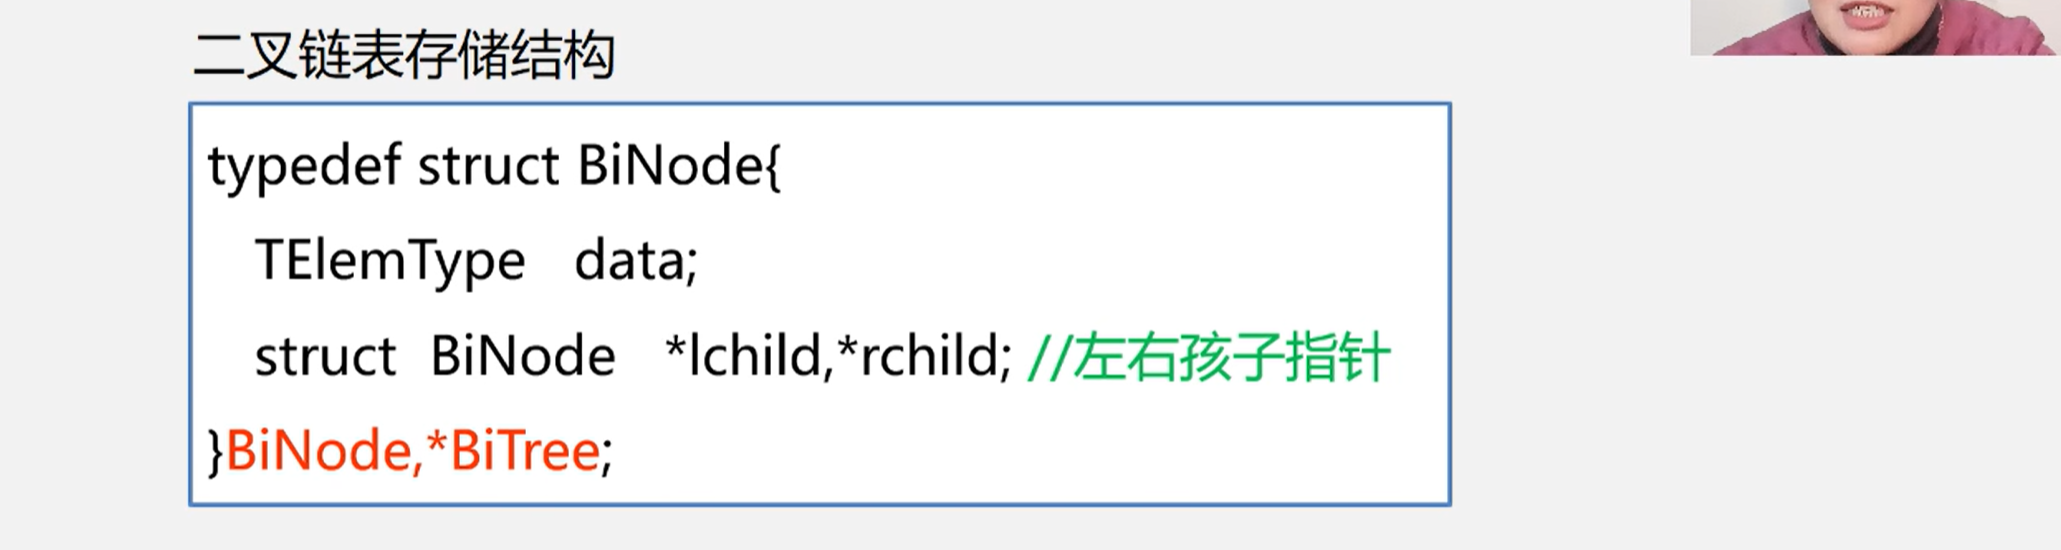 二叉链表存储结构
typedef struct BiNode{
TElemType data;
struct BiNode *lchild,*rchild; //左右孩子指针
}BiNode,*BiTree;